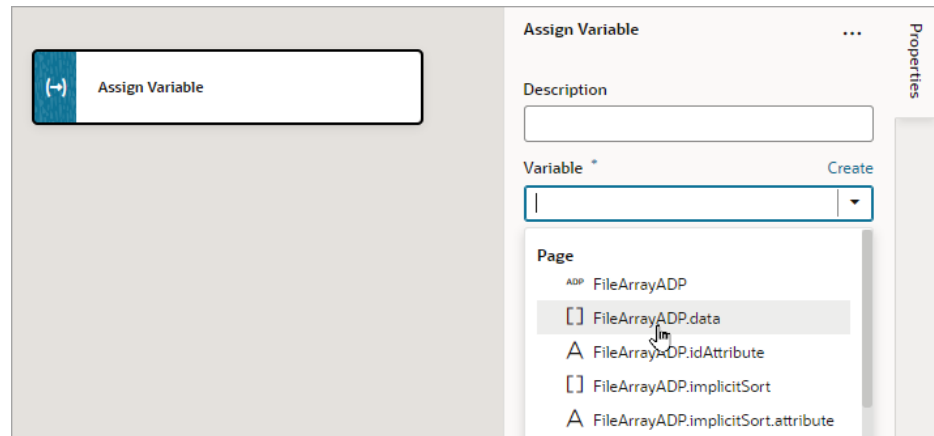 Assign Variable
Assign Variable
...
Properties
Description
Variable *
Create
Page
ADP FileArrayADP
[] FileArrayADP.data
A FileArrayADP.idAttribute
[] FileArrayADP.implicitSort
A FileArrayADP.implicitSort.attribute